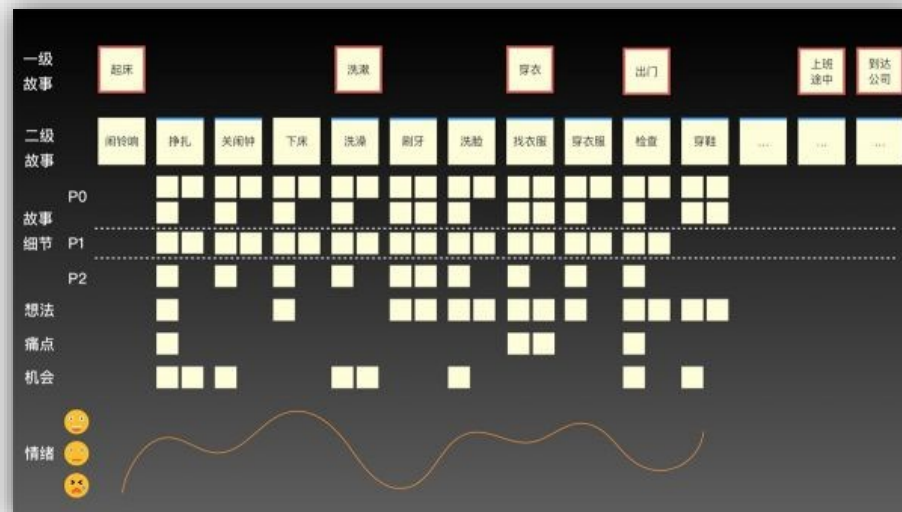 一级
故事
起床
洗漱
穿衣
出门
上班
途中
到达
公司
二级
故事
闹铃响
挣扎
关闹钟
下床
洗澡
刷牙
洗脸
找衣服
穿衣服
检查
穿鞋
...
...
...
P0
故事
细节
P1
P2
想法
痛点
机会
情绪